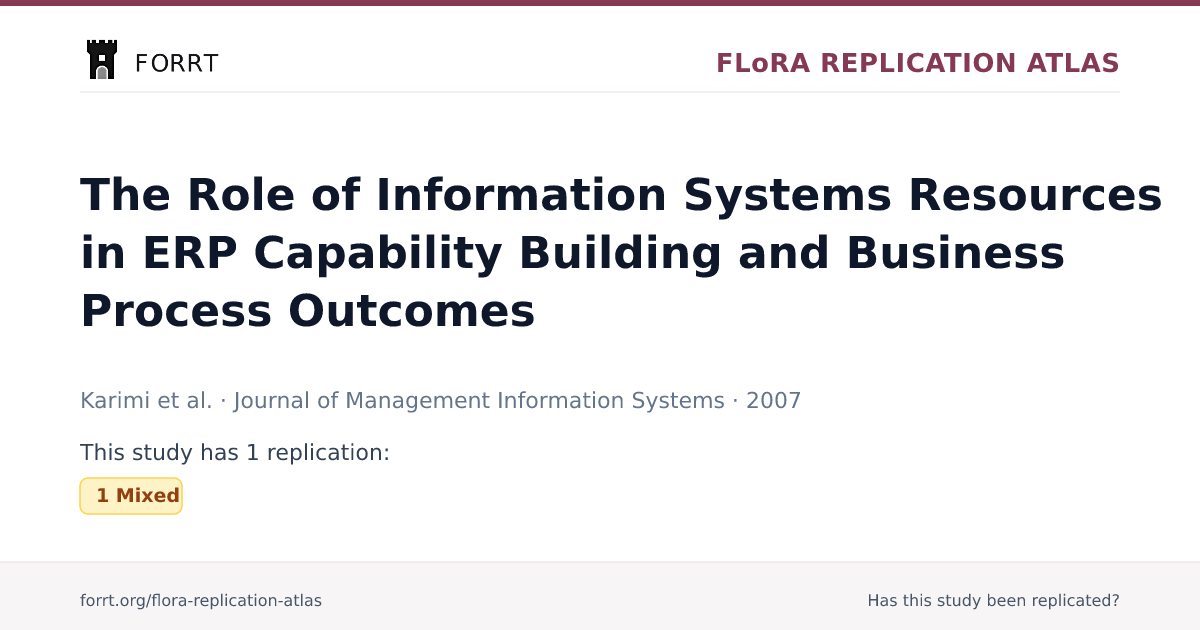 FORRT
FLoRA REPLICATION ATLAS
The Role of Information Systems Resources
in ERP Capability Building and Business
Process Outcomes
Karimi et al. · Journal of Management Information Systems · 2007
This study has 1 replication:
1 Mixed
forrt.org/flora-replication-atlas
Has this study been replicated?